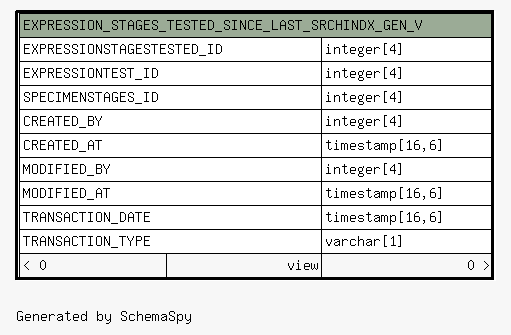 EXPRESSION_STAGES_TESTED_SINCE_LAST_SRCHINDX_GEN_V
EXPRESSIONSTAGESTESTED_ID integer[4]
EXPRESSIONTEST_ID integer[4]
SPECIMENSTAGES_ID integer[4]
CREATED_BY integer[4]
CREATED_AT timestamp[16,6]
MODIFIED_BY integer[4]
MODIFIED_AT timestamp[16,6]
TRANSACTION_DATE timestamp[16,6]
TRANSACTION_TYPE varchar[1]
< 0 view 0 >
Generated by SchemaSpy